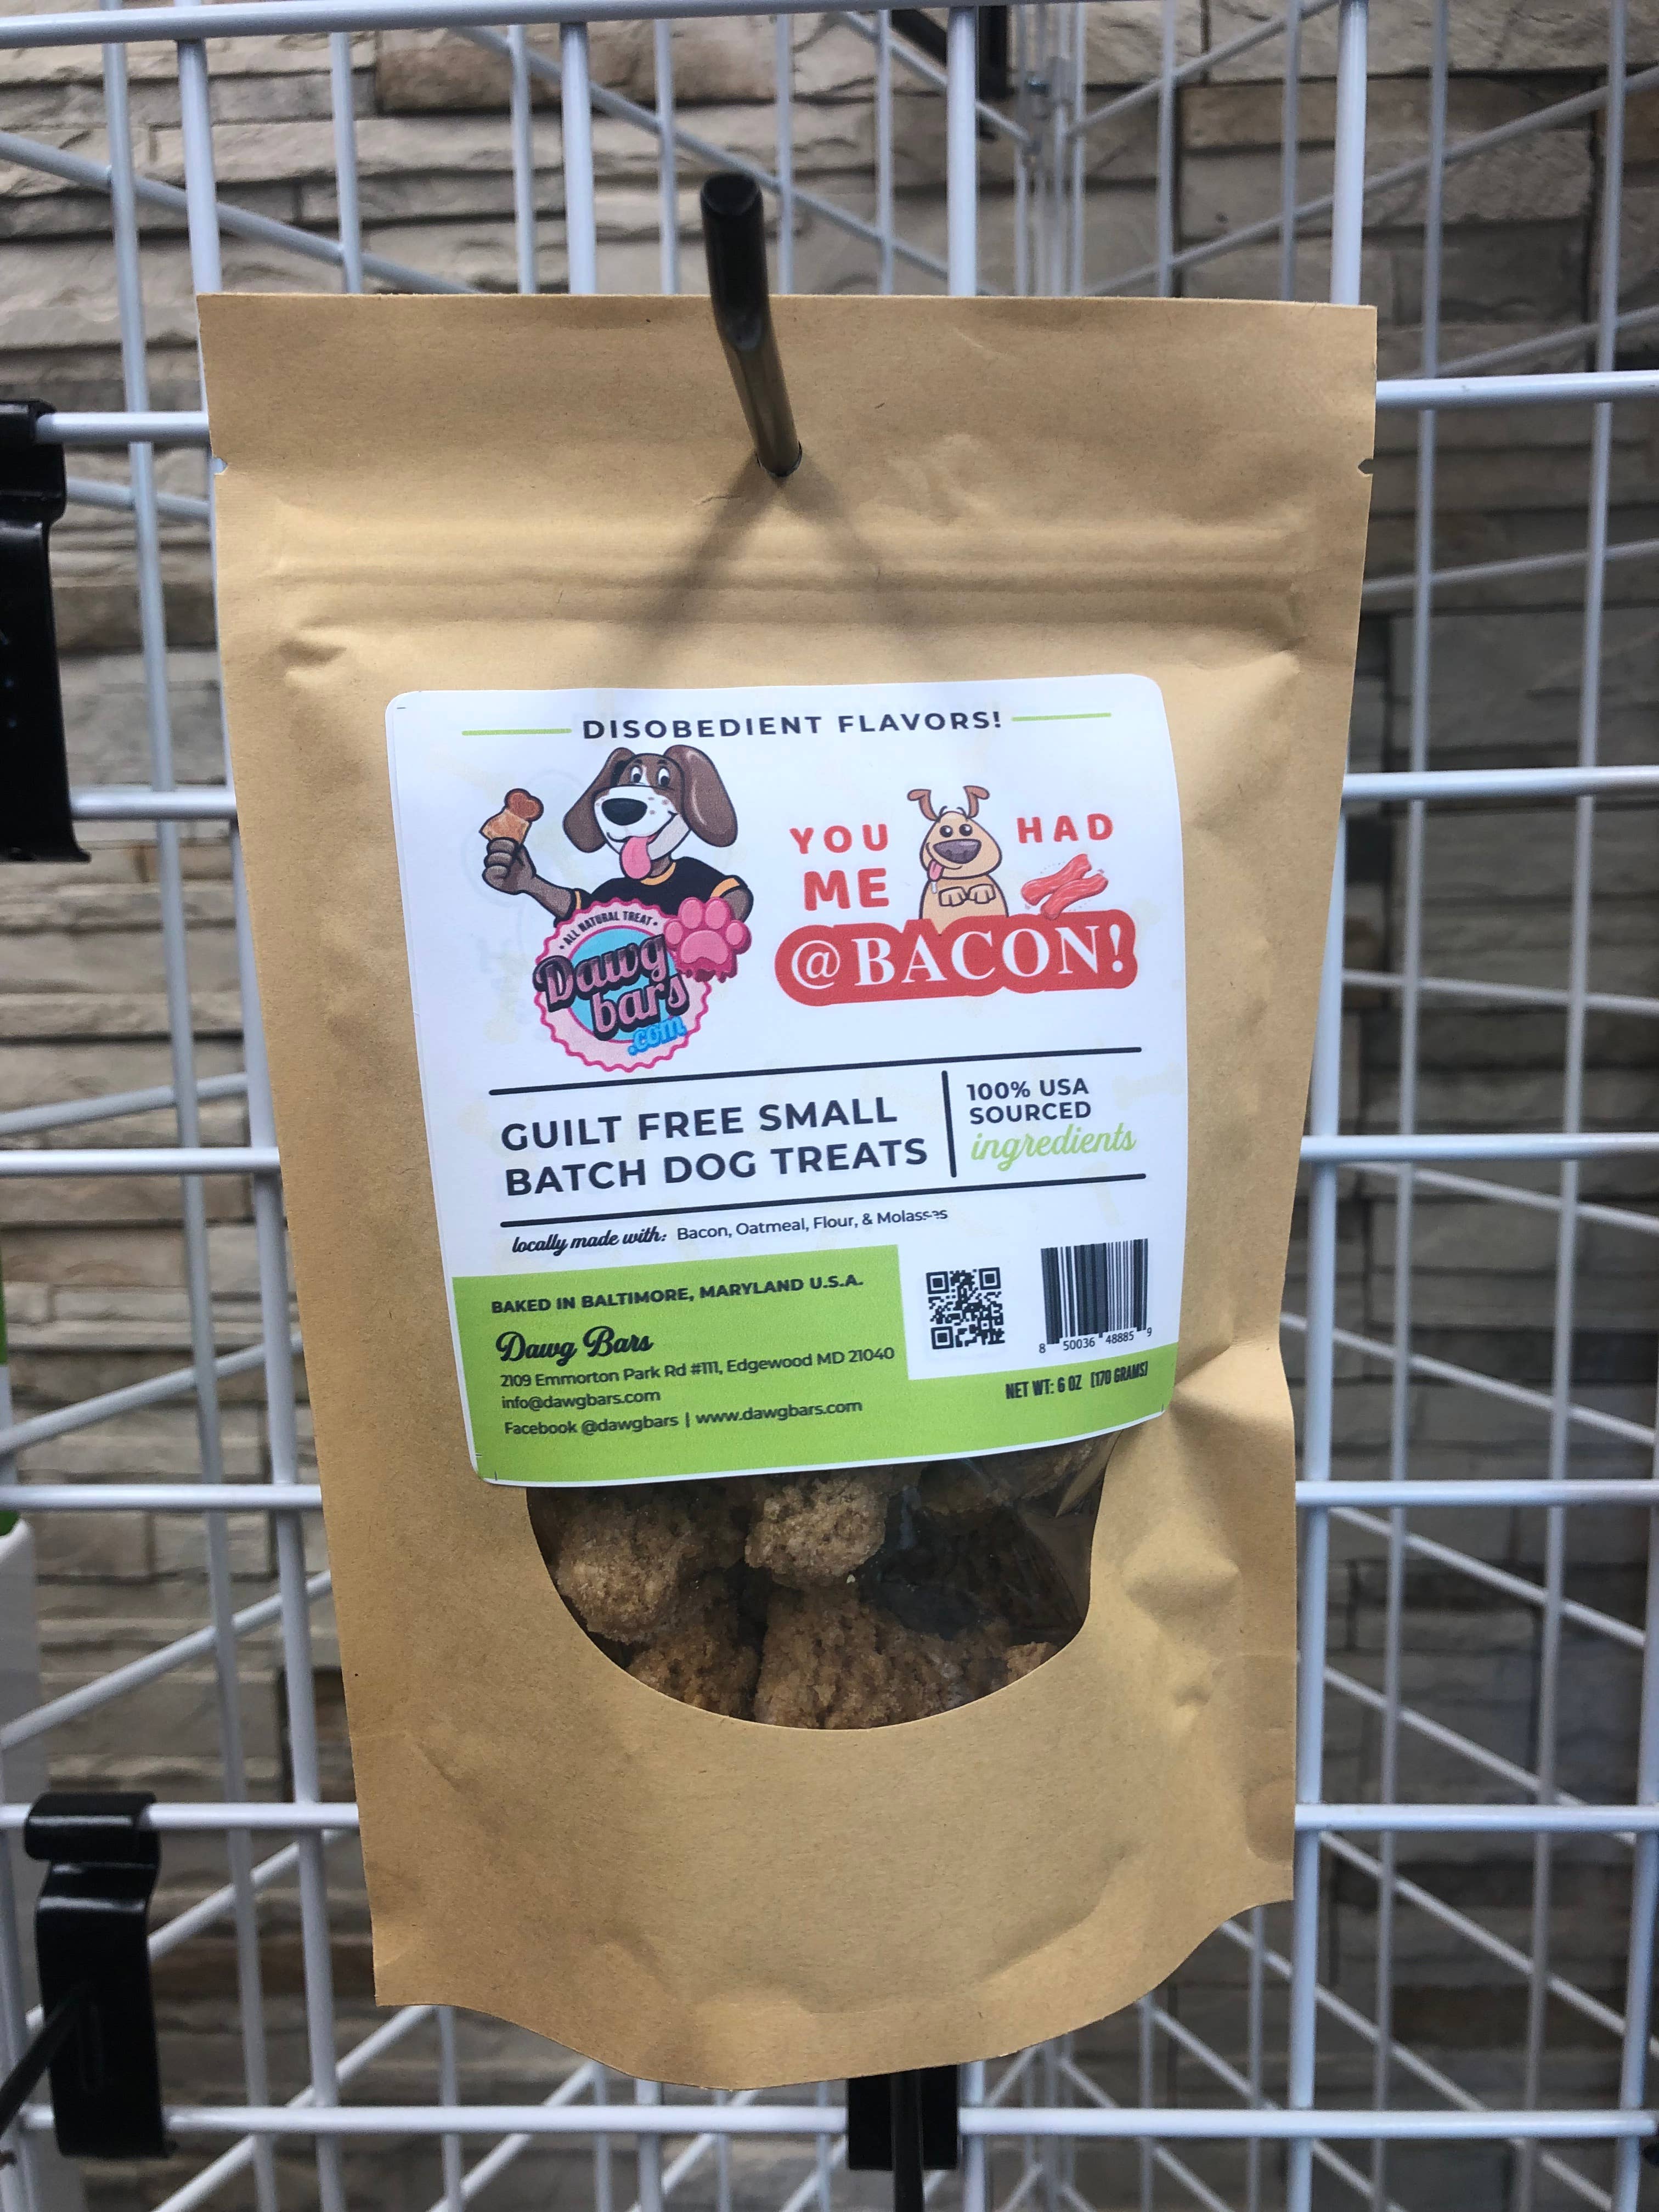 DISOBEDIENT FLAVORS!
• ALL NATURAL TREAT •
Dawg
bars
.com
YOU HAD
ME
@BACON!
GUILT FREE SMALL
BATCH DOG TREATS
100% USA
SOURCED
ingredients
locally made with: Bacon, Oatmeal, Flour, & Molasses
BAKED IN BALTIMORE, MARYLAND U.S.A.
Dawg Bars
2109 Emmorton Park Rd #111, Edgewood MD 21040
info@dawgbars.com
Facebook @dawgbars | www.dawgbars.com
8 50036 48885 9
NET WT: 6 OZ [170 GRAMS]